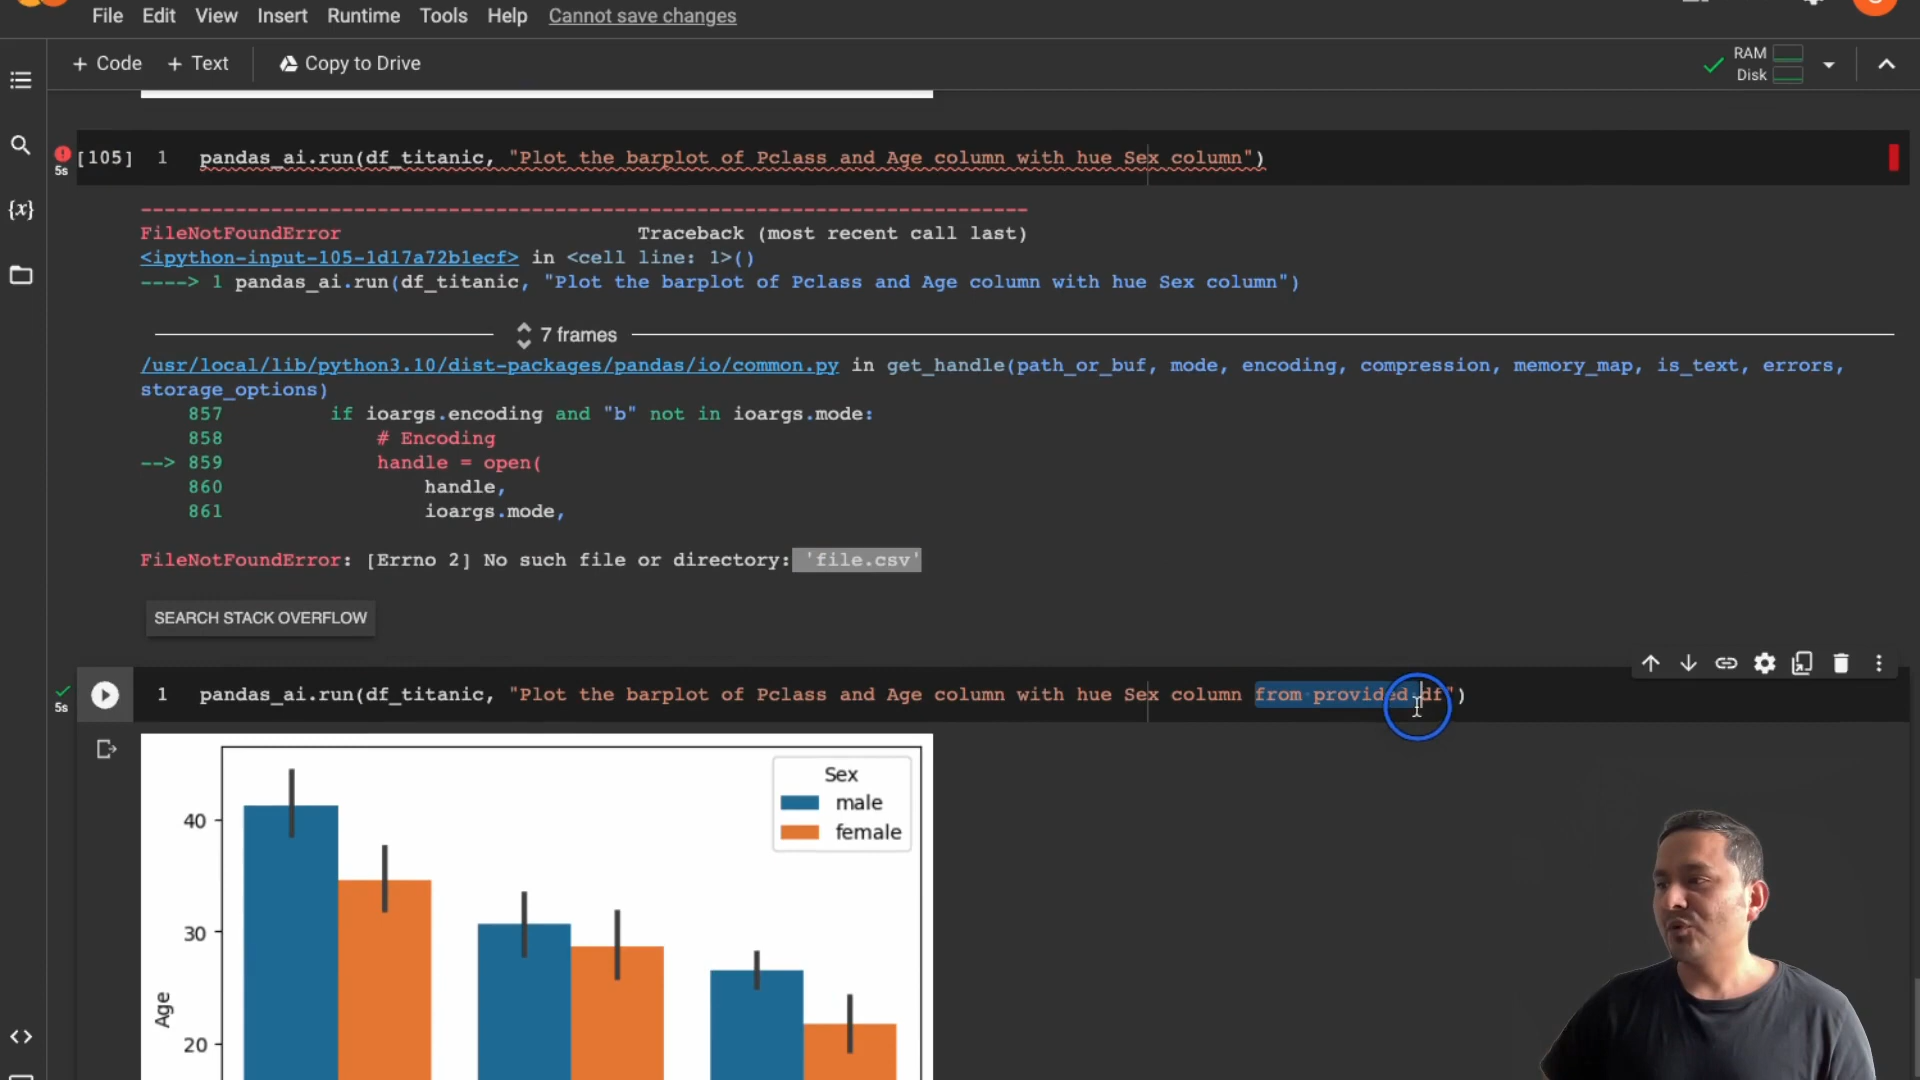 File Edit View Insert Runtime Tools Help Cannot save changes
+ Code + Text Copy to Drive
RAM
Disk
5s
[105] 1 pandas_ai.run(df_titanic, "Plot the barplot of Pclass and Age column with hue Sex column")
---------------------------------------------------------------------------
FileNotFoundError Traceback (most recent call last)
<ipython-input-105-1d17a72b1ecf> in <cell line: 1>()
----> 1 pandas_ai.run(df_titanic, "Plot the barplot of Pclass and Age column with hue Sex column")
7 frames
/usr/local/lib/python3.10/dist-packages/pandas/io/common.py in get_handle(path_or_buf, mode, encoding, compression, memory_map, is_text, errors,
storage_options)
857 if ioargs.encoding and "b" not in ioargs.mode:
858 # Encoding
--> 859 handle = open(
860 handle,
861 ioargs.mode,
FileNotFoundError: [Errno 2] No such file or directory: 'file.csv'
SEARCH STACK OVERFLOW
5s
1 pandas_ai.run(df_titanic, "Plot the barplot of Pclass and Age column with hue Sex column from provided df")
Sex
male
female
40
30
20
Age
{x}
<>